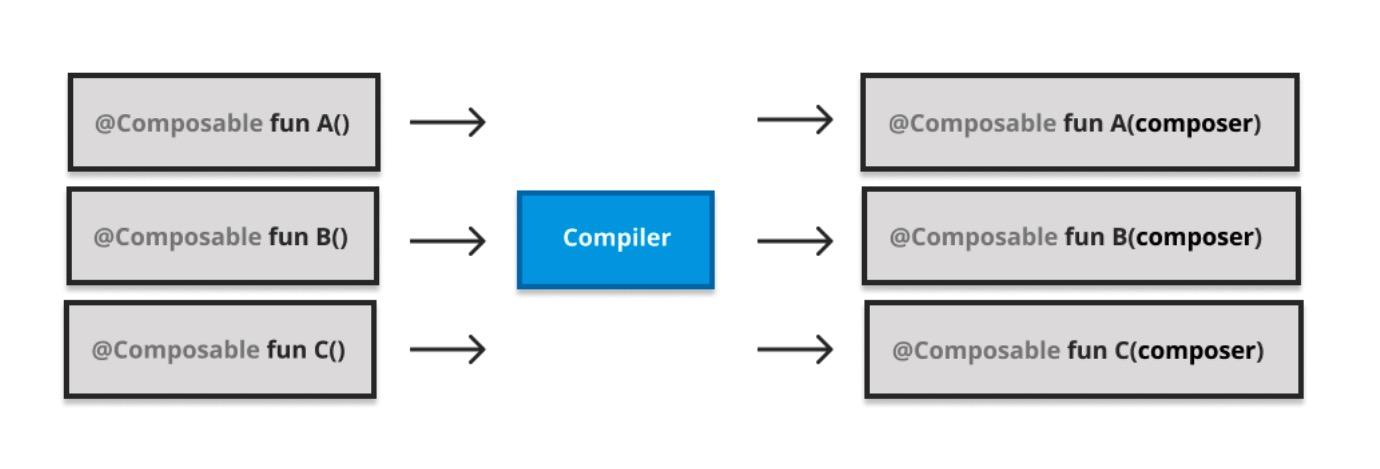 @Composable fun A()
@Composable fun A(composer)
@Composable fun B()
Compiler
@Composable fun B(composer)
@Composable fun C()
@Composable fun C(composer)